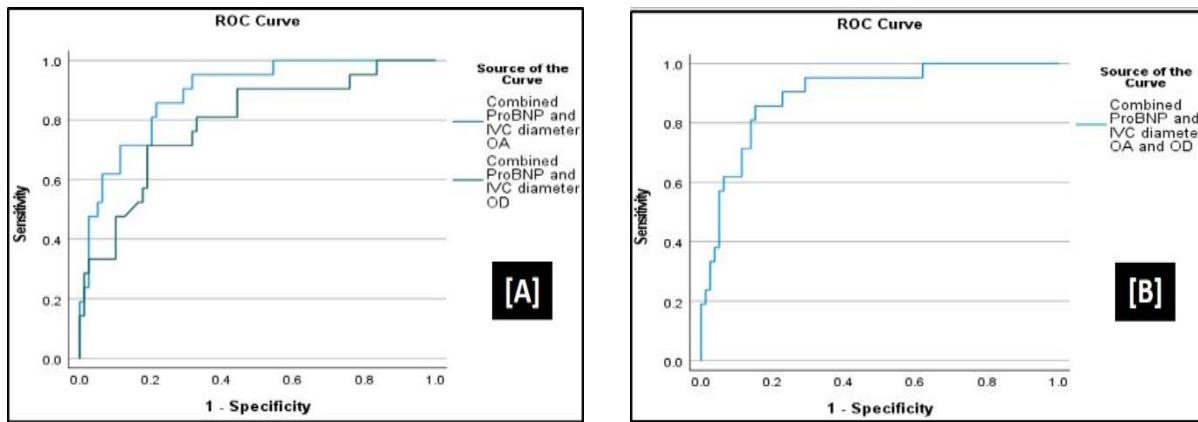 ROC Curve
Source of the
Curve
Combined
ProBNP and
IVC diameter
OA
Combined
ProBNP and
IVC diameter
OD
1.0
0.8
0.6
0.4
0.2
0.0
Sensitivity
0.0 0.2 0.4 0.6 0.8 1.0
1 - Specificity
[A]
ROC Curve
Source of the
Curve
Combined
ProBNP and
IVC diamete
OA and OD
1.0
0.8
0.6
0.4
0.2
0.0
Sensitivity
0.0 0.2 0.4 0.6 0.8 1.0
1 - Specificity
[B]